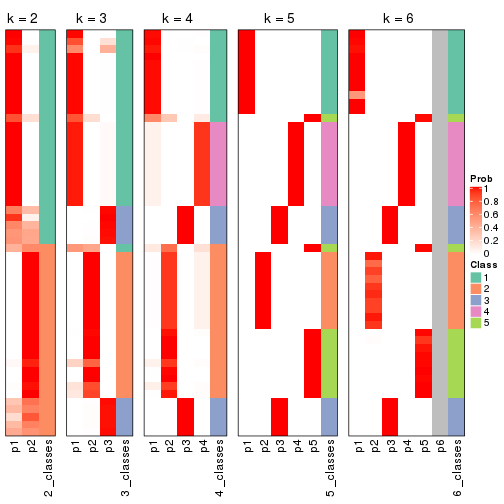 k = 2 k = 3 k = 4 k = 5 k = 6
Prob
1
0.8
0.6
0.4
0.2
0
Class
1
2
3
4
5
p1 p2 2_classes p1 p2 p3 3_classes p1 p2 p3 p4 4_classes p1 p2 p3 p4 p5 5_classes p1 p2 p3 p4 p5 p6 6_classes